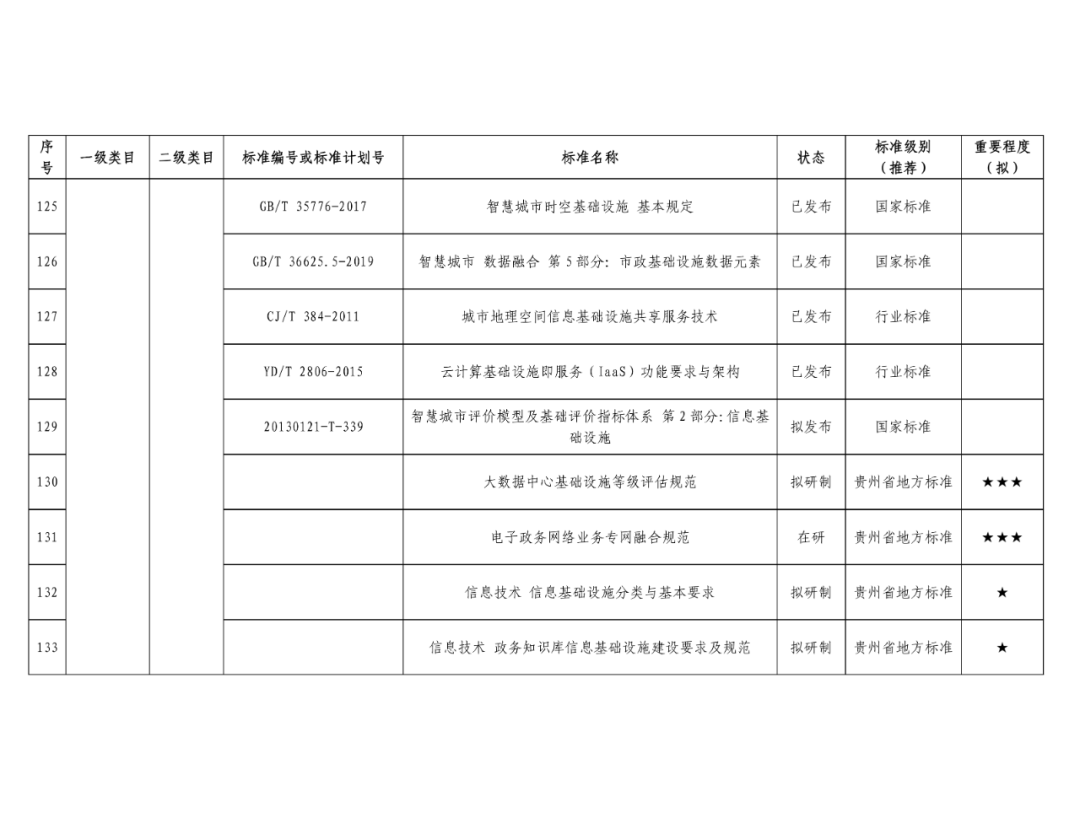 序号 一级类目 二级类目 标准编号或标准计划号 标准名称 状态 标准级别（推荐） 重要程度（拟）
125 GB/T 35776-2017 智慧城市时空基础设施 基本规定 已发布 国家标准
126 GB/T 36625.5-2019 智慧城市 数据融合 第5部分：市政基础设施数据元素 已发布 国家标准
127 CJ/T 384-2011 城市地理空间信息基础设施共享服务技术 已发布 行业标准
128 YD/T 2806-2015 云计算基础设施即服务（IaaS）功能要求与架构 已发布 行业标准
129 20130121-T-339 智慧城市评价模型及基础评价指标体系 第2部分:信息基础设施 拟发布 国家标准
130 大数据中心基础设施等级评估规范 拟研制 贵州省地方标准 ★★★
131 电子政务网络业务专网融合规范 在研 贵州省地方标准 ★★★
132 信息技术 信息基础设施分类与基本要求 拟研制 贵州省地方标准 ★
133 信息技术 政务知识库信息基础设施建设要求及规范 拟研制 贵州省地方标准 ★